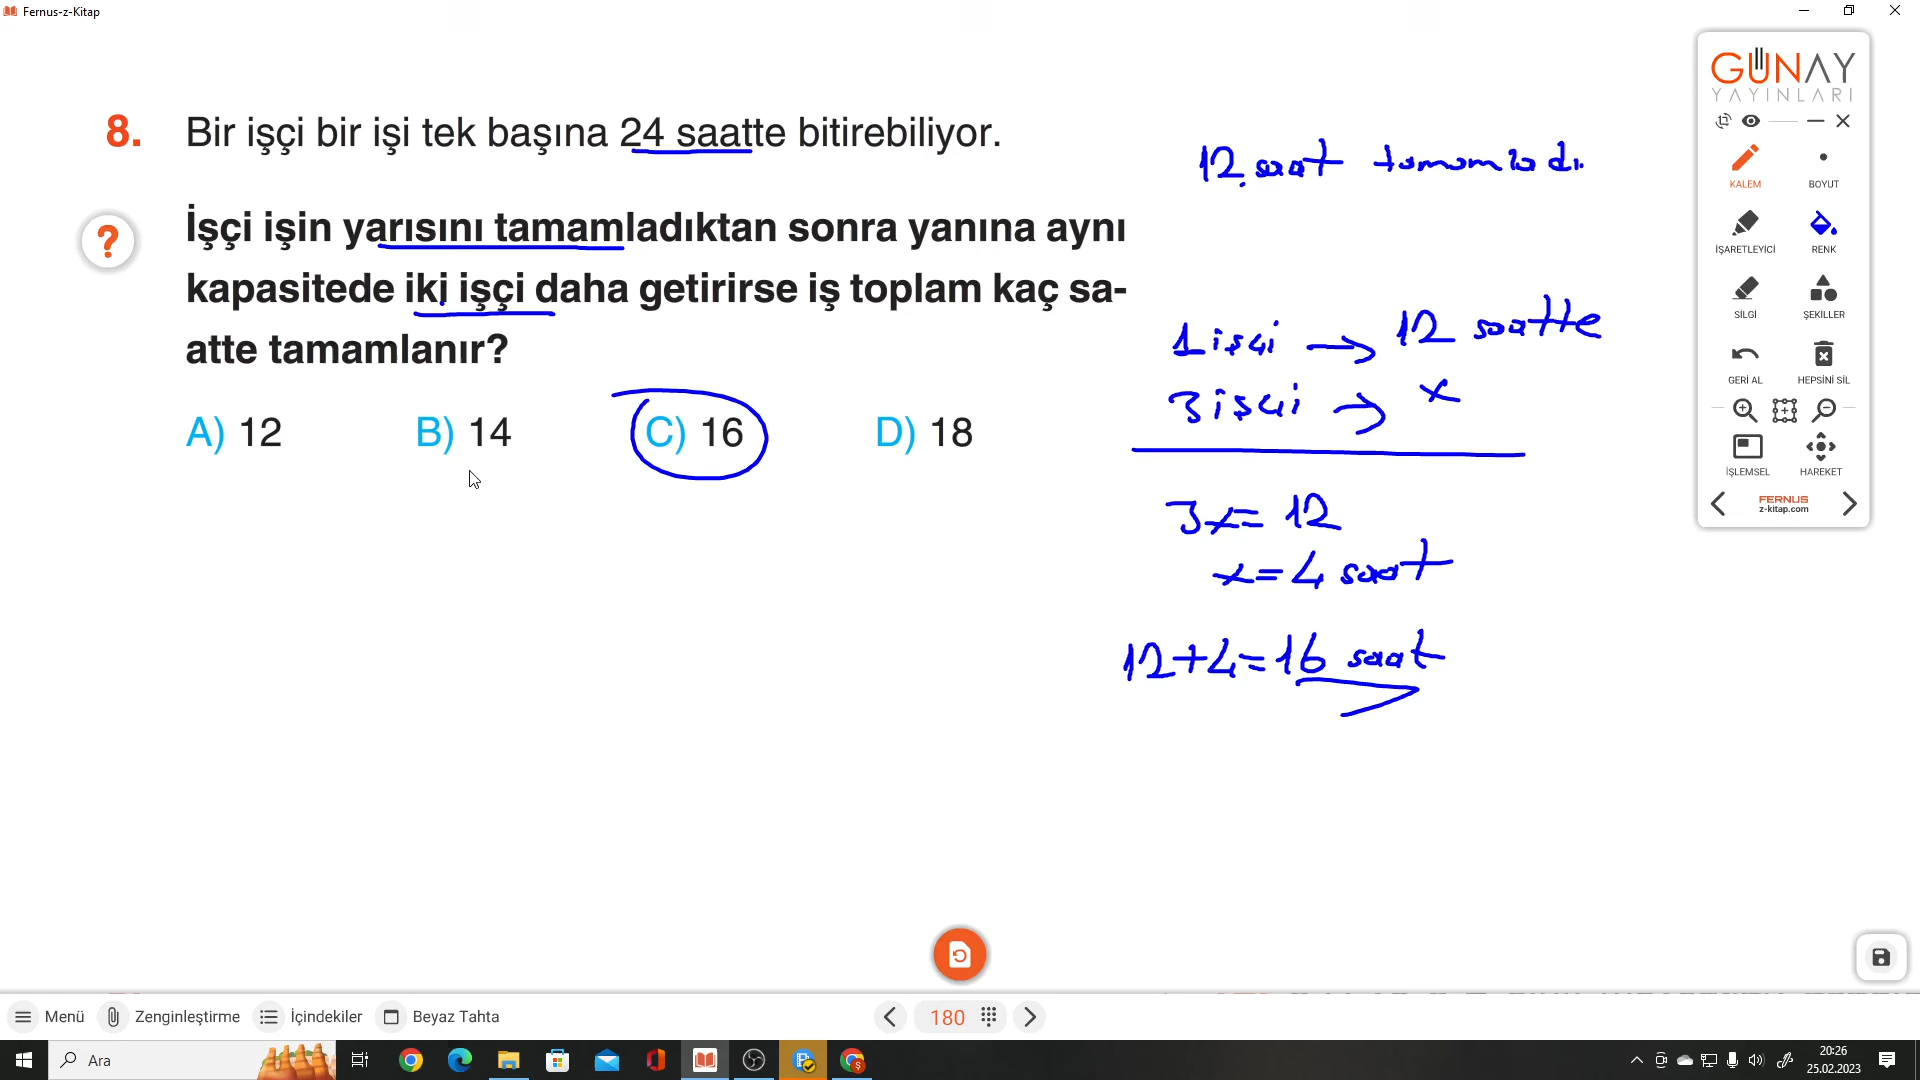 Fernus-z-Kitap
8. Bir işçi bir işi tek başına 24 saatte bitirebiliyor.
İşçi işin yarısını tamamladıktan sonra yanına aynı
kapasitede iki işçi daha getirirse iş toplam kaç sa-
atte tamamlanır?
A) 12 B) 14 C) 16 D) 18
12 saat tamamladı.
1 işçi → 12 saatte
3 işçi → x
3x = 12
x = 4 saat
12+4=16 saat
GÜNAY
YAYINLARI
KALEM BOYUT
İŞARETLEYİCİ RENK
SİLGİ ŞEKİLLER
GERİ AL HEPSİNİ SİL
İŞLEMSEL HAREKET
FERNUS
z-kitap.com
?
Menü Zenginleştirme İçindekiler Beyaz Tahta 180
Ara
20:26
25.02.2023